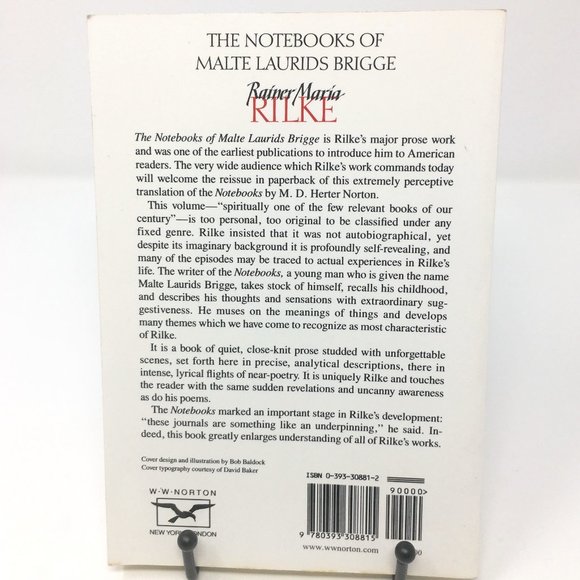 THE NOTEBOOKS OF
MALTE LAURIDS BRIGGE
Rainer Maria
RILKE
The Notebooks of Malte Laurids Brigge is Rilke's major prose work
and was one of the earliest publications to introduce him to American
readers. The very wide audience which Rilke's work commands today
will welcome the reissue in paperback of this extremely perceptive
translation of the Notebooks by M. D. Herter Norton.
This volume—"spiritually one of the few relevant books of our
century"—is too personal, too original to be classified under any
fixed genre. Rilke insisted that it was not autobiographical, yet
despite its imaginary background it is profoundly self-revealing, and
many of the episodes may be traced to actual experiences in Rilke's
life. The writer of the Notebooks, a young man who is given the name
Malte Laurids Brigge, takes stock of himself, recalls his childhood,
and describes his thoughts and sensations with extraordinary sug-
gestiveness. He muses on the meanings of things and develops
many themes which we have come to recognize as most characteristic
of Rilke.
It is a book of quiet, close-knit prose studded with unforgettable
scenes, set forth here in precise, analytical descriptions, there in
intense, lyrical flights of near-poetry. It is uniquely Rilke and touches
the reader with the same sudden revelations and uncanny awareness
as do his poems.
The Notebooks marked an important stage in Rilke's development:
"these journals are something like an underpinning," he said. In-
deed, this book greatly enlarges understanding of all of Rilke's works.
Cover design and illustration by Bob Baldock
Cover typography courtesy of David Baker
ISBN 0-393-30881-2
90000>
W·W·NORTON
NEW YORK LONDON
9 780393 308815
www.wwnorton.com